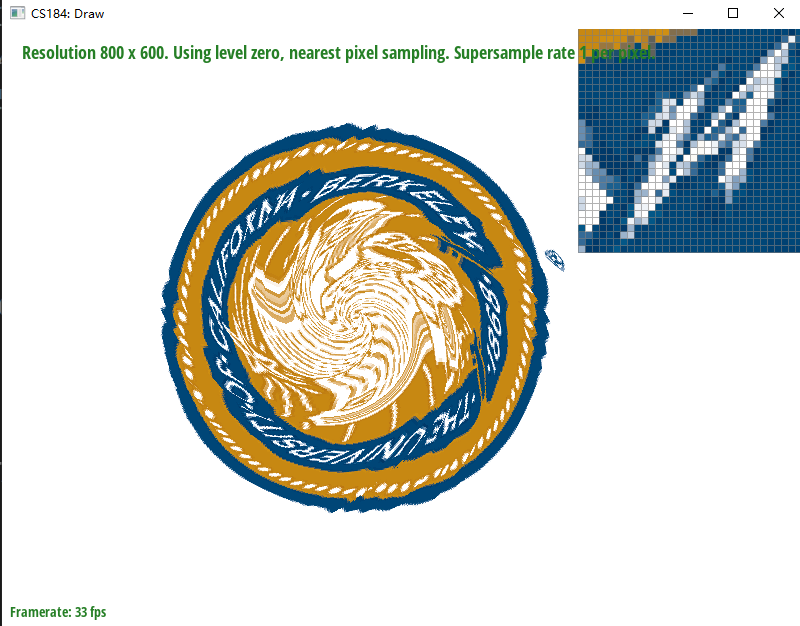 CS184: Draw
Resolution 800 x 600. Using level zero, nearest pixel sampling. Supersample rate 1 per pixel.
CALIFORNIA · BERKELEY
· 1868 ·
THE UNIVERSITY OF
Framerate: 33 fps